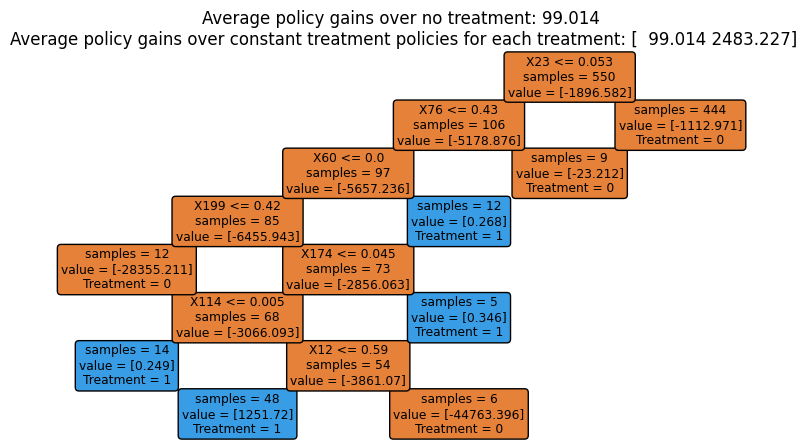 Average policy gains over no treatment: 99.014
Average policy gains over constant treatment policies for each treatment: [  99.014 2483.227]
X23 <= 0.053
samples = 550
value = [-1896.582]
X76 <= 0.43
samples = 106
value = [-5178.876]
samples = 444
value = [-1112.971]
Treatment = 0
X60 <= 0.0
samples = 97
value = [-5657.236]
samples = 9
value = [-23.212]
Treatment = 0
X199 <= 0.42
samples = 85
value = [-6455.943]
samples = 12
value = [0.268]
Treatment = 1
samples = 12
value = [-28355.211]
Treatment = 0
X174 <= 0.045
samples = 73
value = [-2856.063]
X114 <= 0.005
samples = 68
value = [-3066.093]
samples = 5
value = [0.346]
Treatment = 1
samples = 14
value = [0.249]
Treatment = 1
X12 <= 0.59
samples = 54
value = [-3861.07]
samples = 48
value = [1251.72]
Treatment = 1
samples = 6
value = [-44763.396]
Treatment = 0